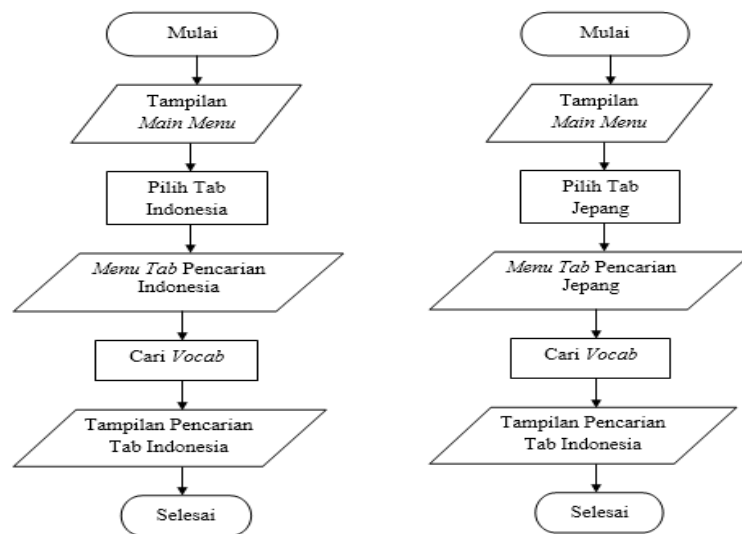 Mulai
Tampilan
Main Menu
Pilih Tab
Indonesia
Menu Tab Pencarian
Indonesia
Cari Vocab
Tampilan Pencarian
Tab Indonesia
Selesai
Mulai
Tampilan
Main Menu
Pilih Tab
Jepang
Menu Tab Pencarian
Jepang
Cari Vocab
Tampilan Pencarian
Tab Indonesia
Selesai